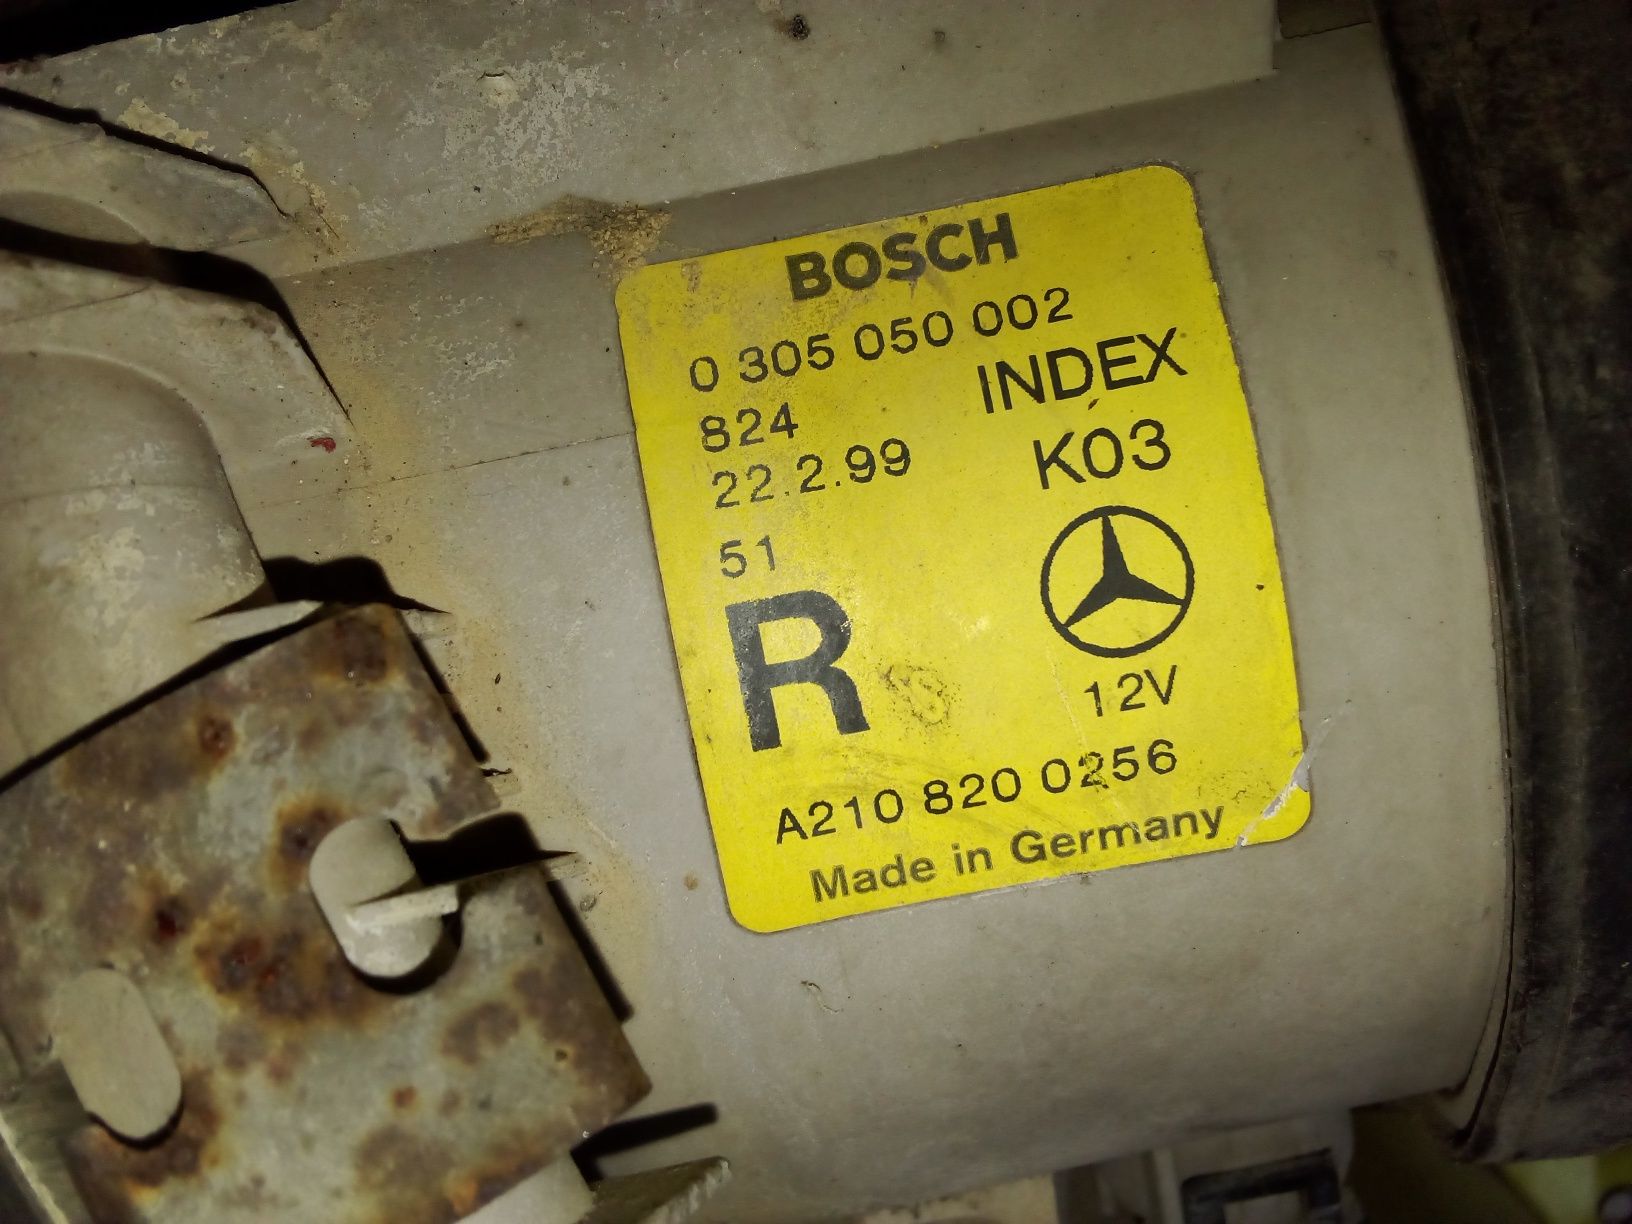 BOSCH
0 305 050 002
INDEX
824
K03
22.2.99
51
R
12V
A210 820 0256
Made in Germany